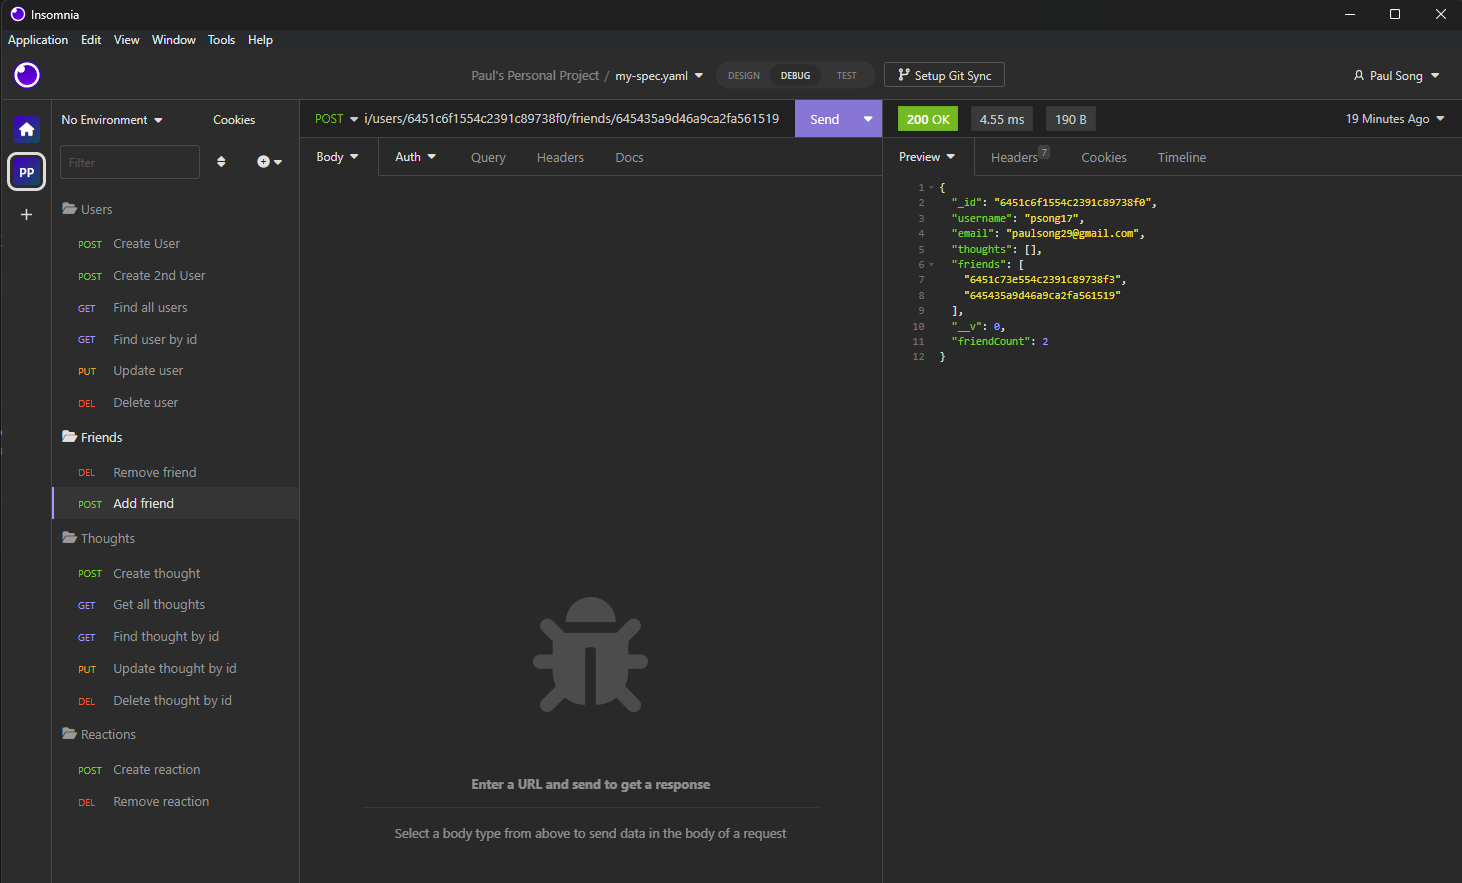 Insomnia
Application Edit View Window Tools Help
Paul's Personal Project / my-spec.yaml DESIGN DEBUG TEST Setup Git Sync Paul Song
PP
No Environment Cookies
Filter
Users
POST Create User
POST Create 2nd User
GET Find all users
GET Find user by id
PUT Update user
DEL Delete user
Friends
DEL Remove friend
POST Add friend
Thoughts
POST Create thought
GET Get all thoughts
GET Find thought by id
PUT Update thought by id
DEL Delete thought by id
Reactions
POST Create reaction
DEL Remove reaction
POST i/users/6451c6f1554c2391c89738f0/friends/645435a9d46a9ca2fa561519 Send
Body Auth Query Headers Docs
Enter a URL and send to get a response
Select a body type from above to send data in the body of a request
200 OK 4.55 ms 190 B 19 Minutes Ago
Preview Headers 7 Cookies Timeline
1 {
2 "_id": "6451c6f1554c2391c89738f0",
3 "username": "psong17",
4 "email": "paulsong29@gmail.com",
5 "thoughts": [],
6 "friends": [
7 "6451c73e554c2391c89738f3",
8 "645435a9d46a9ca2fa561519"
9 ],
10 "__v": 0,
11 "friendCount": 2
12 }